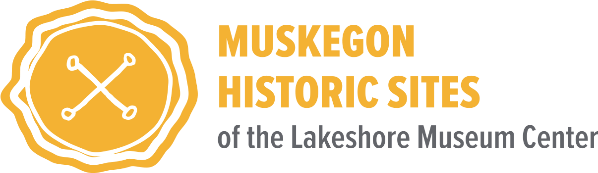 MUSKEGON
HISTORIC SITES
of the Lakeshore Museum Center